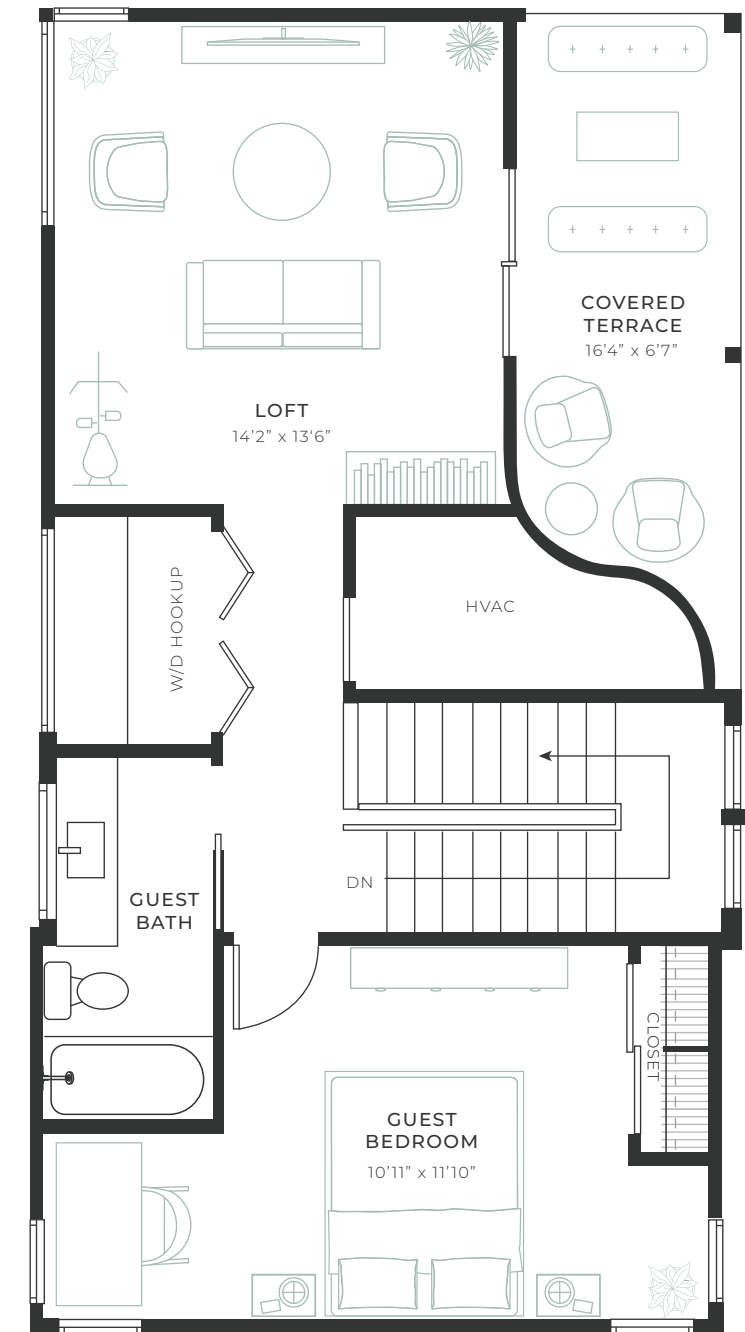 COVERED
TERRACE
16’4” x 6’7”
LOFT
14’2” x 13‘6”
W/D HOOKUP
HVAC
DN
GUEST
BATH
CLOSET
GUEST
BEDROOM
10’11” x 11’10”